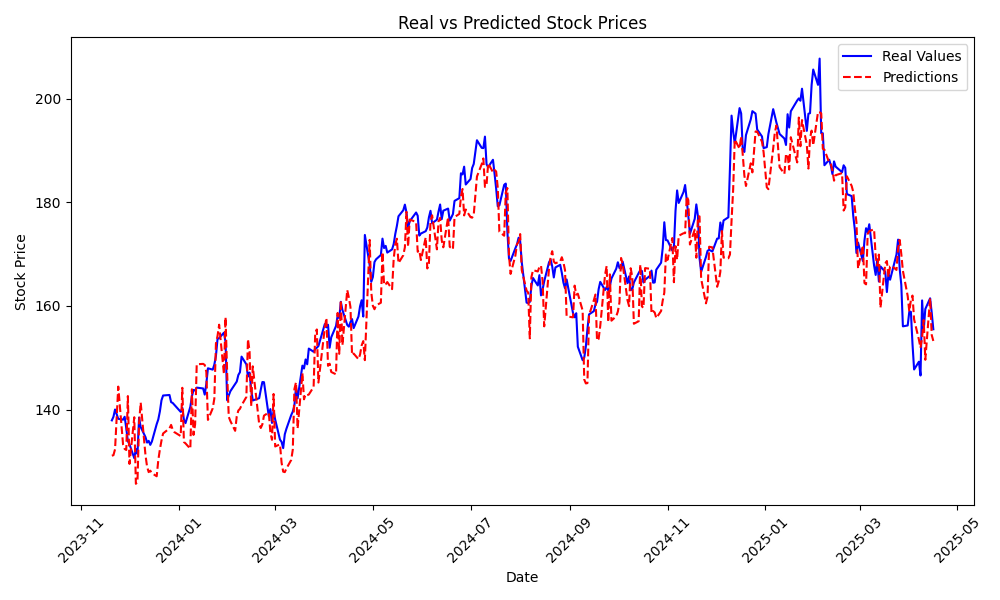 Real vs Predicted Stock Prices
Real Values
Predictions
Stock Price
200
180
160
140
2023-11
2024-01
2024-03
2024-05
2024-07
2024-09
2024-11
2025-01
2025-03
2025-05
Date